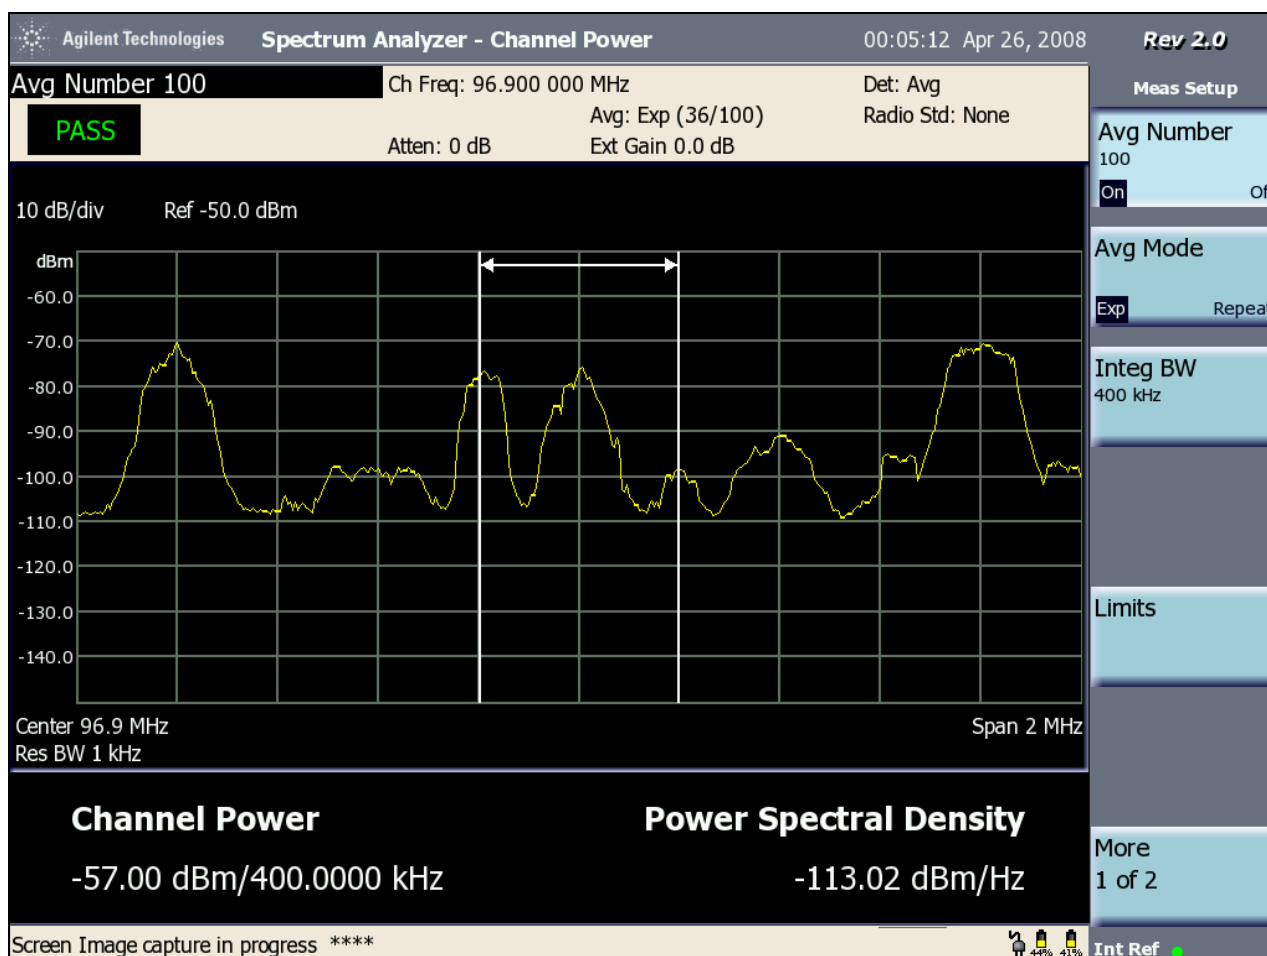 Agilent Technologies Spectrum Analyzer - Channel Power 00:05:12 Apr 26, 2008 Rev 2.0
Avg Number 100 Ch Freq: 96.900 000 MHz Det: Avg
PASS Avg: Exp (36/100) Radio Std: None
Atten: 0 dB Ext Gain 0.0 dB
10 dB/div Ref -50.0 dBm
dBm
-60.0
-70.0
-80.0
-90.0
-100.0
-110.0
-120.0
-130.0
-140.0
Center 96.9 MHz Span 2 MHz
Res BW 1 kHz
Channel Power Power Spectral Density
-57.00 dBm/400.0000 kHz -113.02 dBm/Hz
Screen Image capture in progress ****
44% 41%
Meas Setup
Avg Number
100
On Of
Avg Mode
Exp Repeat
Integ BW
400 kHz
Limits
More
1 of 2
Int Ref